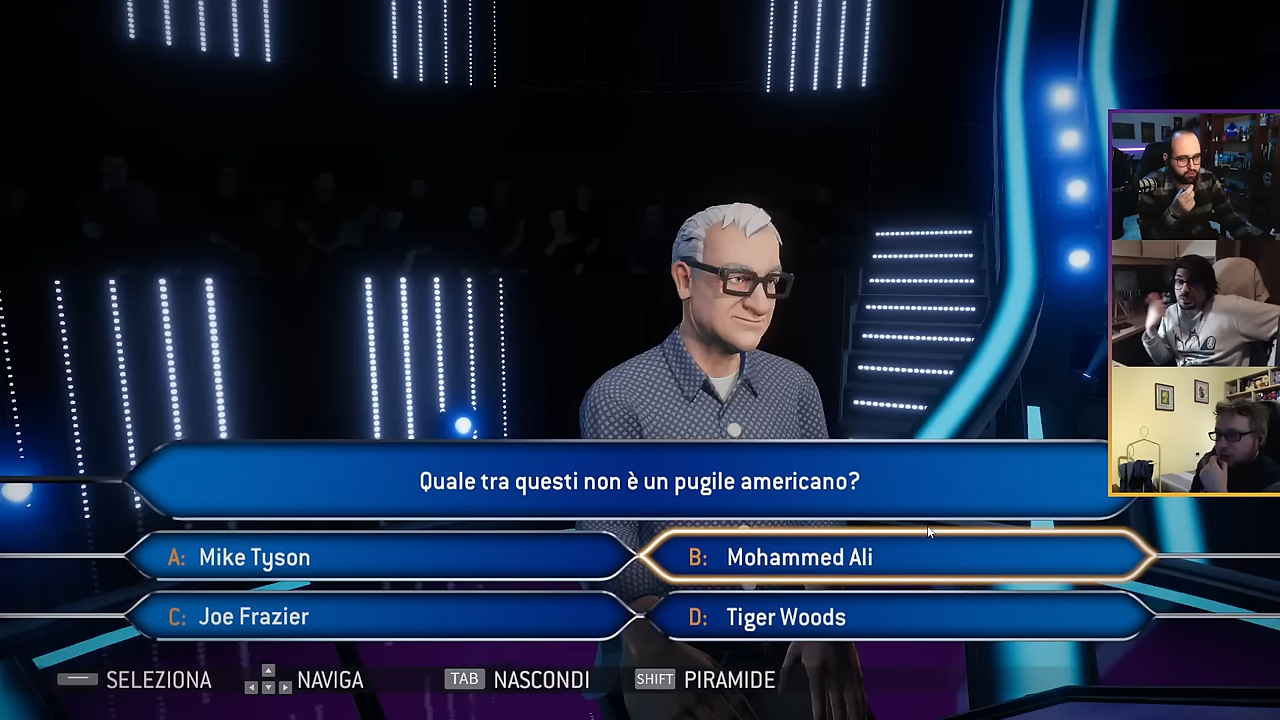 Quale tra questi non è un pugile americano?
A: Mike Tyson
B: Mohammed Ali
C: Joe Frazier
D: Tiger Woods
SELEZIONA NAVIGA TAB NASCONDI SHIFT PIRAMIDE